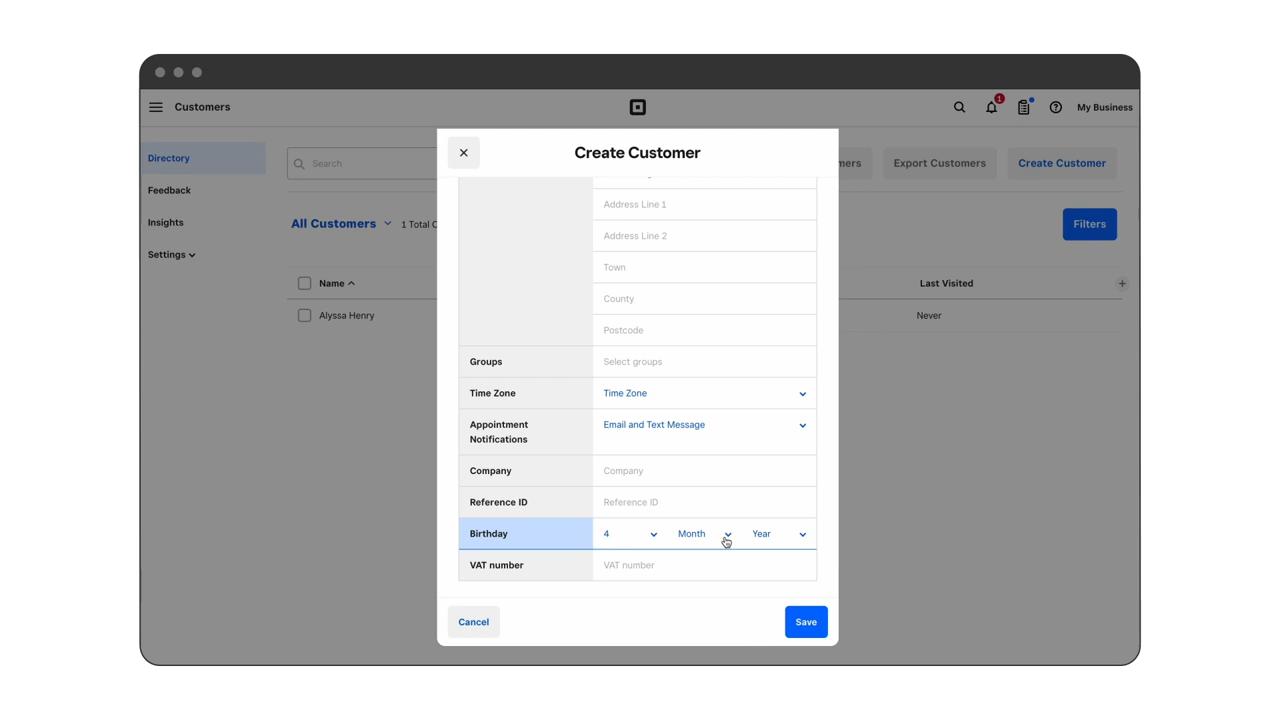 Customers
1
My Business
Create Customer
Directory
Feedback
Insights
Settings
Search
mers
Export Customers
Create Customer
All Customers
1 Total C
Filters
Name
Last Visited
Alyssa Henry
Never
Address Line 1
Address Line 2
Town
County
Postcode
Groups
Select groups
Time Zone
Time Zone
Appointment
Notifications
Email and Text Message
Company
Company
Reference ID
Reference ID
Birthday
4
Month
Year
VAT number
VAT number
Cancel
Save